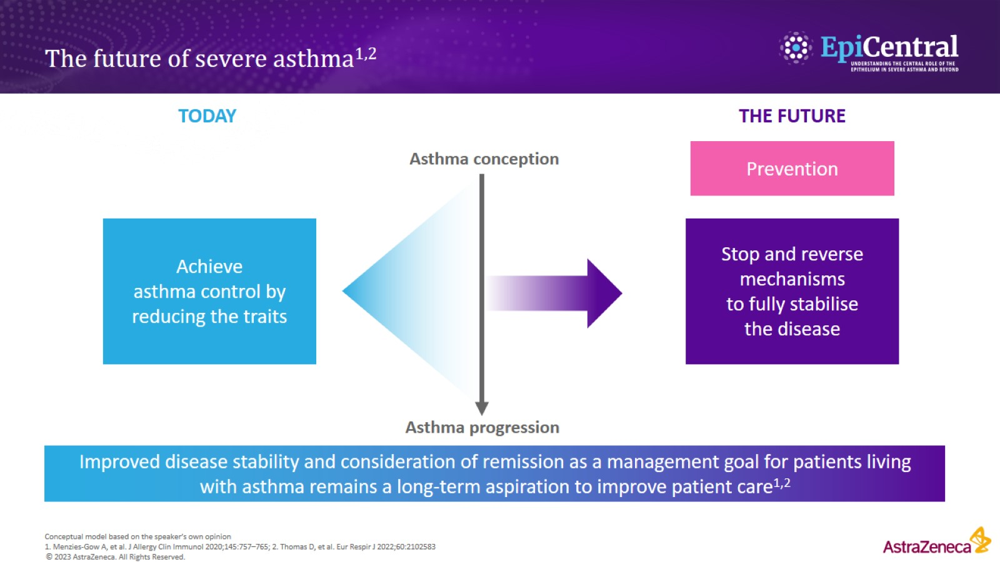 The future of severe asthma1,2
EpiCentral
UNDERSTANDING THE CENTRAL ROLE OF THE
EPITHELIUM IN SEVERE ASTHMA AND BEYOND
TODAY
THE FUTURE
Asthma conception
Prevention
Achieve
asthma control by
reducing the traits
Stop and reverse
mechanisms
to fully stabilise
the disease
Asthma progression
Improved disease stability and consideration of remission as a management goal for patients living
with asthma remains a long-term aspiration to improve patient care1,2
Conceptual model based on the speaker's own opinion
1. Menzies-Gow A, et al. J Allergy Clin Immunol 2020;145:757–765; 2. Thomas D, et al. Eur Respir J 2022;60:2102583
© 2023 AstraZeneca. All Rights Reserved.
AstraZeneca